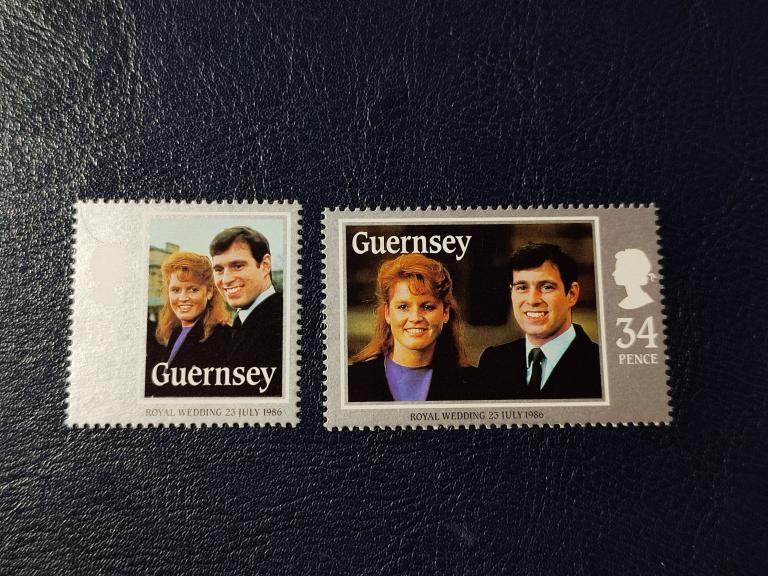 Guernsey
ROYAL WEDDING 23 JULY 1986
Guernsey
34
PENCE
ROYAL WEDDING 23 JULY 1986